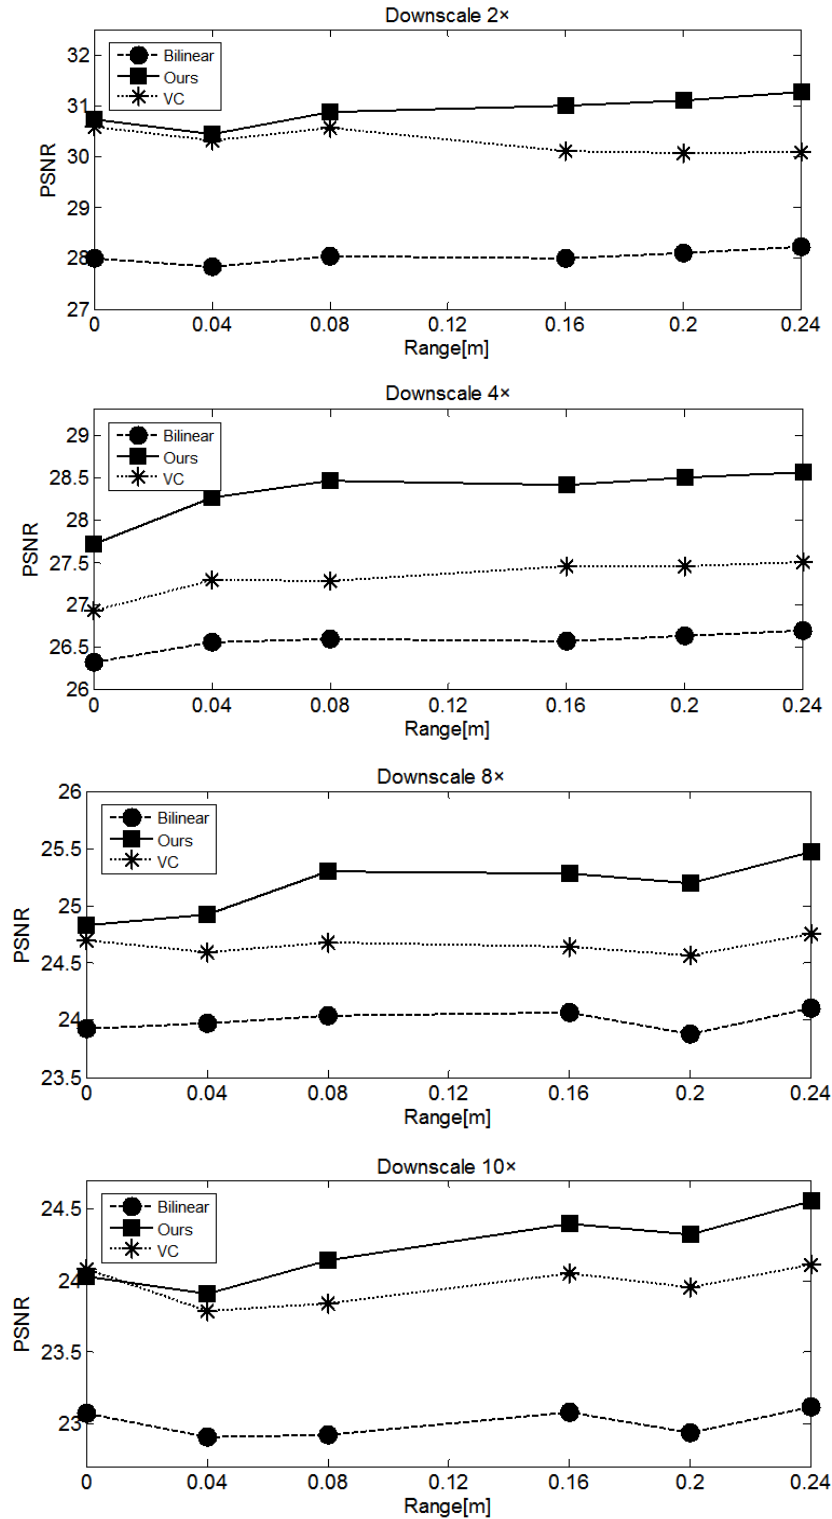 Downscale 2×
Bilinear
Ours
VC
PSNR
32
31
30
29
28
27
0 0.04 0.08 0.12 0.16 0.2 0.24
Range[m]
Downscale 4×
Bilinear
Ours
VC
PSNR
29
28.5
28
27.5
27
26.5
26
0 0.04 0.08 0.12 0.16 0.2 0.24
Range[m]
Downscale 8×
Bilinear
Ours
VC
PSNR
26
25.5
25
24.5
24
23.5
0 0.04 0.08 0.12 0.16 0.2 0.24
Range[m]
Downscale 10×
Bilinear
Ours
VC
PSNR
24.5
24
23.5
23
0 0.04 0.08 0.12 0.16 0.2 0.24
Range[m]